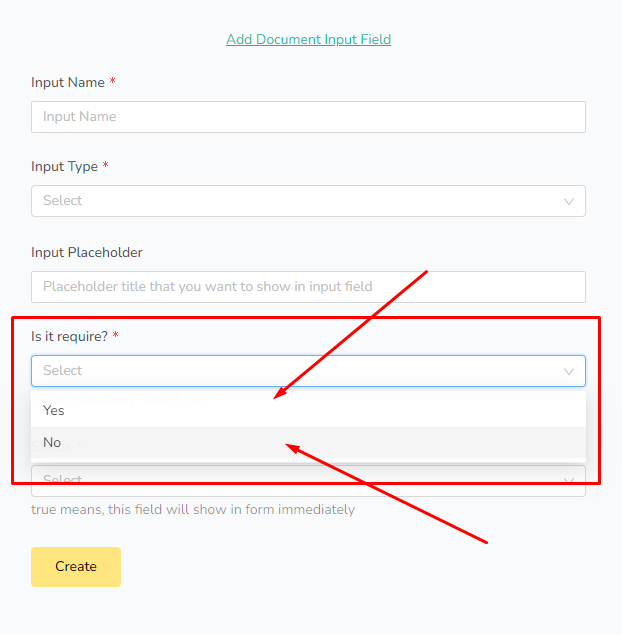 Add Document Input Field
Input Name *
Input Name
Input Type *
Select
Input Placeholder
Placeholder title that you want to show in input field
Is it require? *
Select
Yes
No
Select
true means, this field will show in form immediately
Create